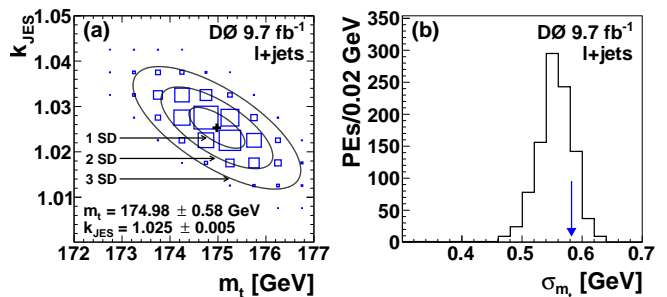 (a)
DØ 9.7 fb⁻¹
l+jets
k_JES
1.05
1.04
1.03
1.02
1.01
1 SD
2 SD
3 SD
m_t = 174.98 ± 0.58 GeV
k_JES = 1.025 ± 0.005
172 173 174 175 176 177
m_t [GeV]
(b)
DØ 9.7 fb⁻¹
l+jets
PEs/0.02 GeV
350
300
250
200
150
100
50
0
0.4 0.5 0.6 0.7
σ_m_t [GeV]